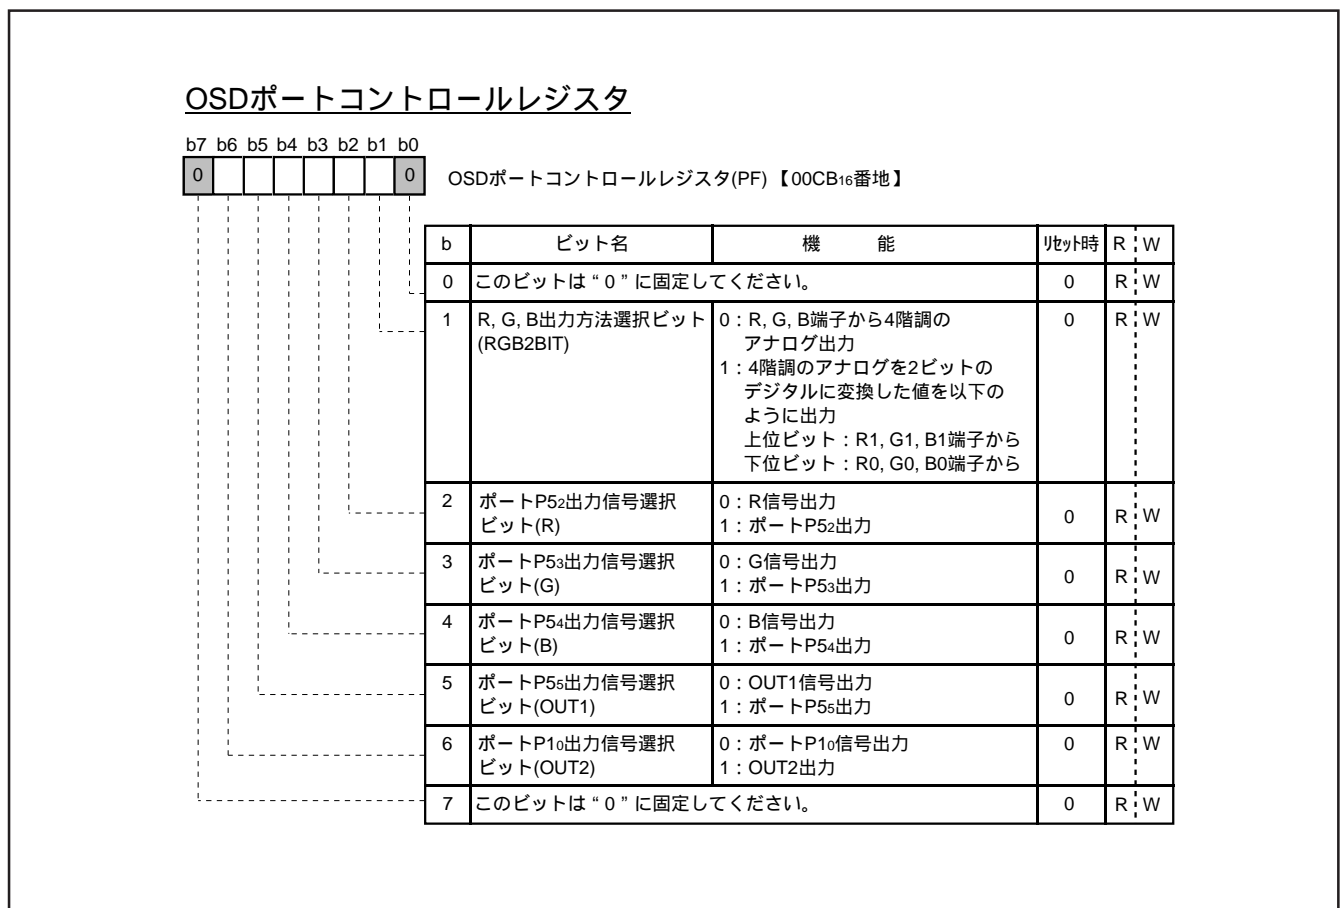 OSDポートコントロールレジスタ
b7 b6 b5 b4 b3 b2 b1 b0
0 0
OSDポートコントロールレジスタ(PF)【00CB16番地】
b ビット名 機 能 リセット時 R W
0 このビットは“0”に固定してください。 0 R W
1 R, G, B出力方法選択ビット 0:R, G, B端子から4階調の 0 R W
(RGB2BIT) アナログ出力
1:4階調のアナログを2ビットの
デジタルに変換した値を以下の
ように出力
上位ビット:R1, G1, B1端子から
下位ビット:R0, G0, B0端子から
2 ポートP52出力信号選択 0:R信号出力 0 R W
ビット(R) 1:ポートP52出力
3 ポートP53出力信号選択 0:G信号出力 0 R W
ビット(G) 1:ポートP53出力
4 ポートP54出力信号選択 0:B信号出力 0 R W
ビット(B) 1:ポートP54出力
5 ポートP55出力信号選択 0:OUT1信号出力 0 R W
ビット(OUT1) 1:ポートP55出力
6 ポートP10出力信号選択 0:ポートP10信号出力 0 R W
ビット(OUT2) 1:OUT2出力
7 このビットは“0”に固定してください。 0 R W